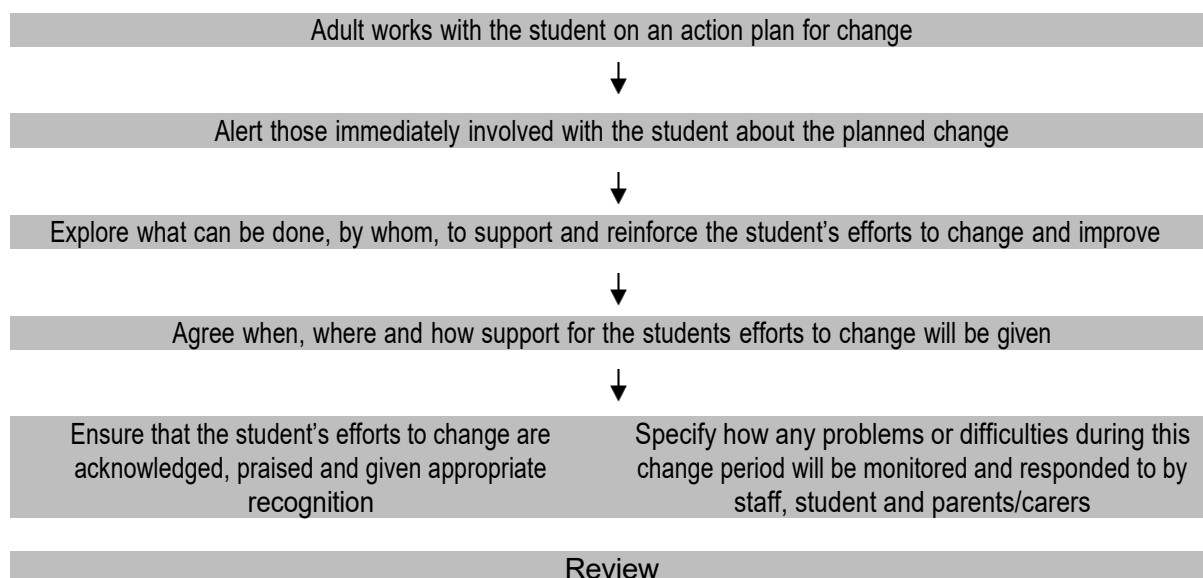 Adult works with the student on an action plan for change
Alert those immediately involved with the student about the planned change
Explore what can be done, by whom, to support and reinforce the student’s efforts to change and improve
Agree when, where and how support for the students efforts to change will be given
Ensure that the student’s efforts to change are
acknowledged, praised and given appropriate
recognition
Specify how any problems or difficulties during this
change period will be monitored and responded to by
staff, student and parents/carers
Review